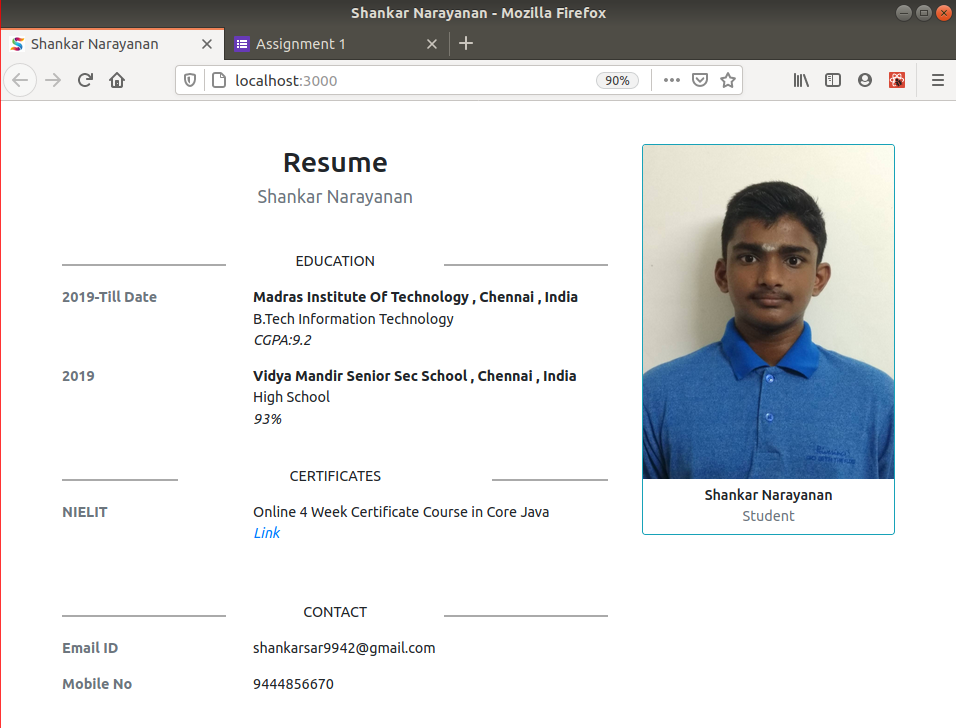 Shankar Narayanan - Mozilla Firefox
Shankar Narayanan
Assignment 1
localhost:3000
90%
Resume
Shankar Narayanan
EDUCATION
2019-Till Date
Madras Institute Of Technology , Chennai , India
B.Tech Information Technology
CGPA:9.2
2019
Vidya Mandir Senior Sec School , Chennai , India
High School
93%
CERTIFICATES
NIELIT
Online 4 Week Certificate Course in Core Java
Link
CONTACT
Email ID
shankarsar9942@gmail.com
Mobile No
9444856670
Shankar Narayanan
Student